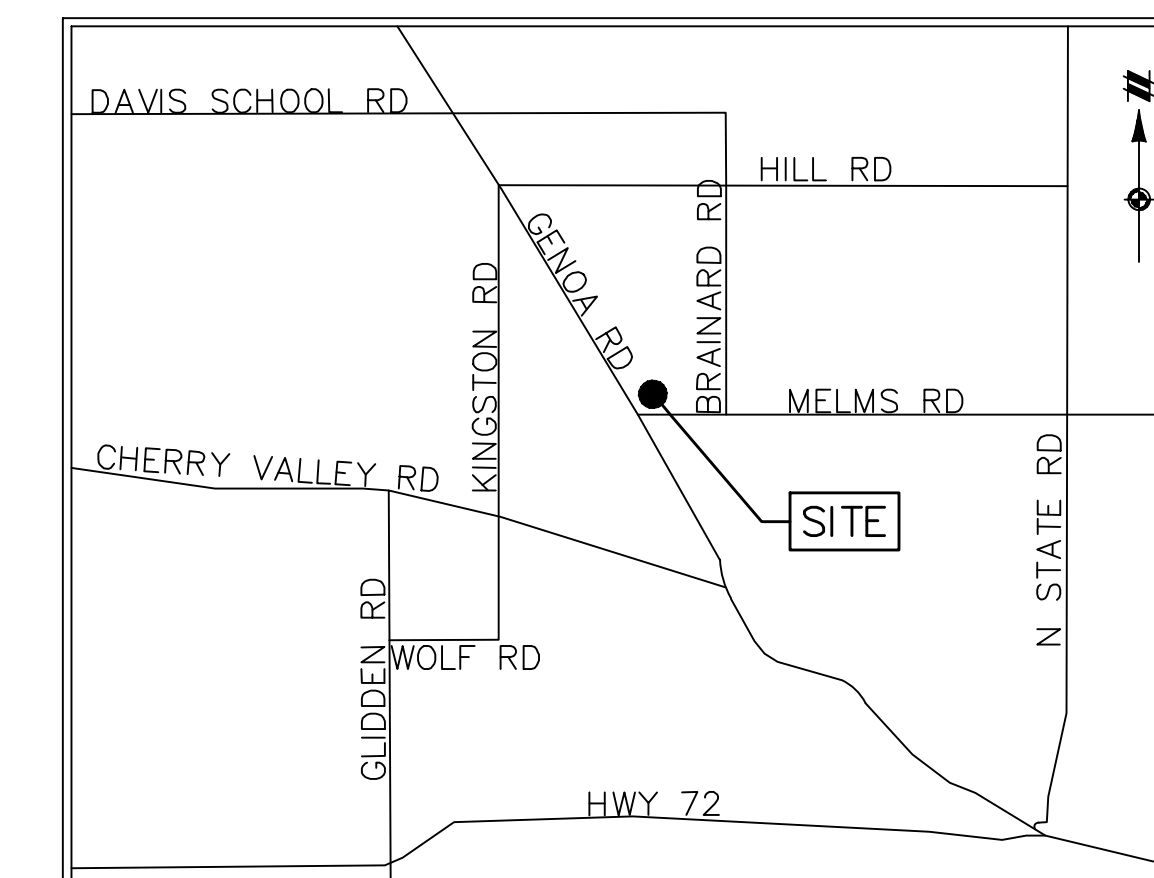 DAVIS SCHOOL RD
HILL RD
GENOA RD
BRAINARD RD
KINGSTON RD
MELMS RD
CHERRY VALLEY RD
N STATE RD
SITE
GLIDDEN RD
WOLF RD
HWY 72